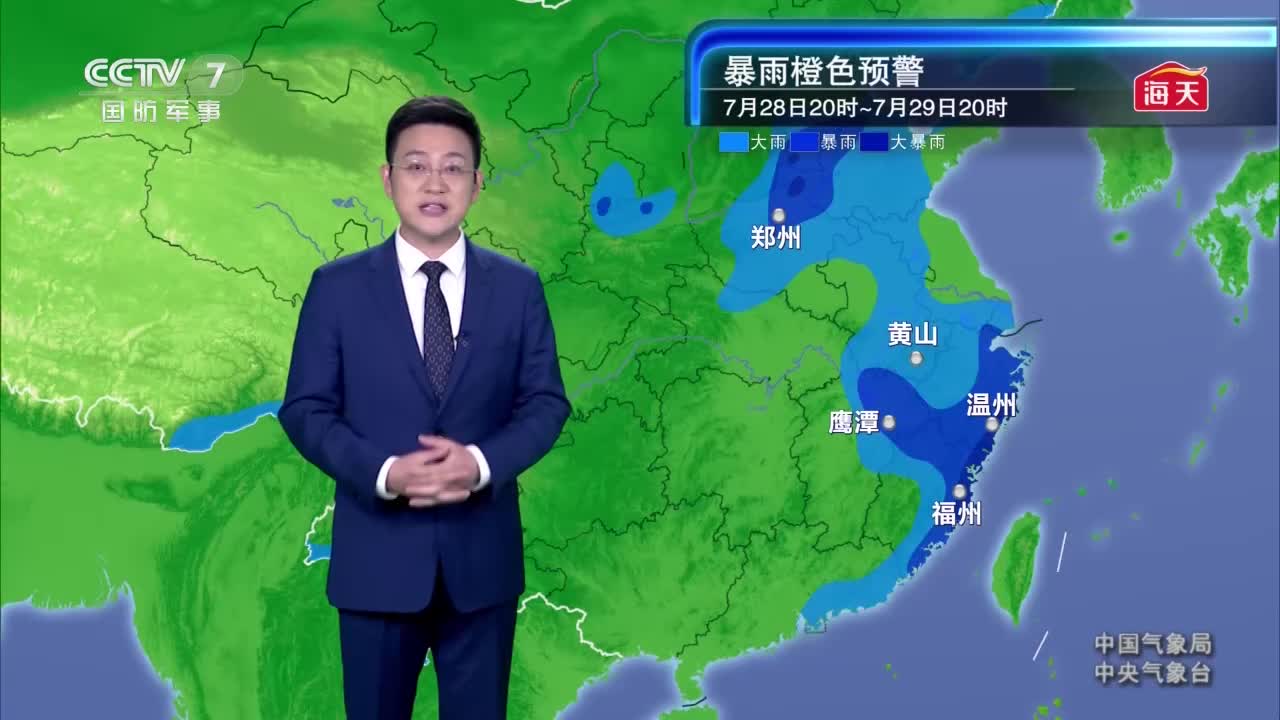 CCTV 7
国防军事
暴雨橙色预警
7月28日20时~7月29日20时
海天
大雨 暴雨 大暴雨
郑州
黄山
温州
鹰潭
福州
中国气象局
中央气象台